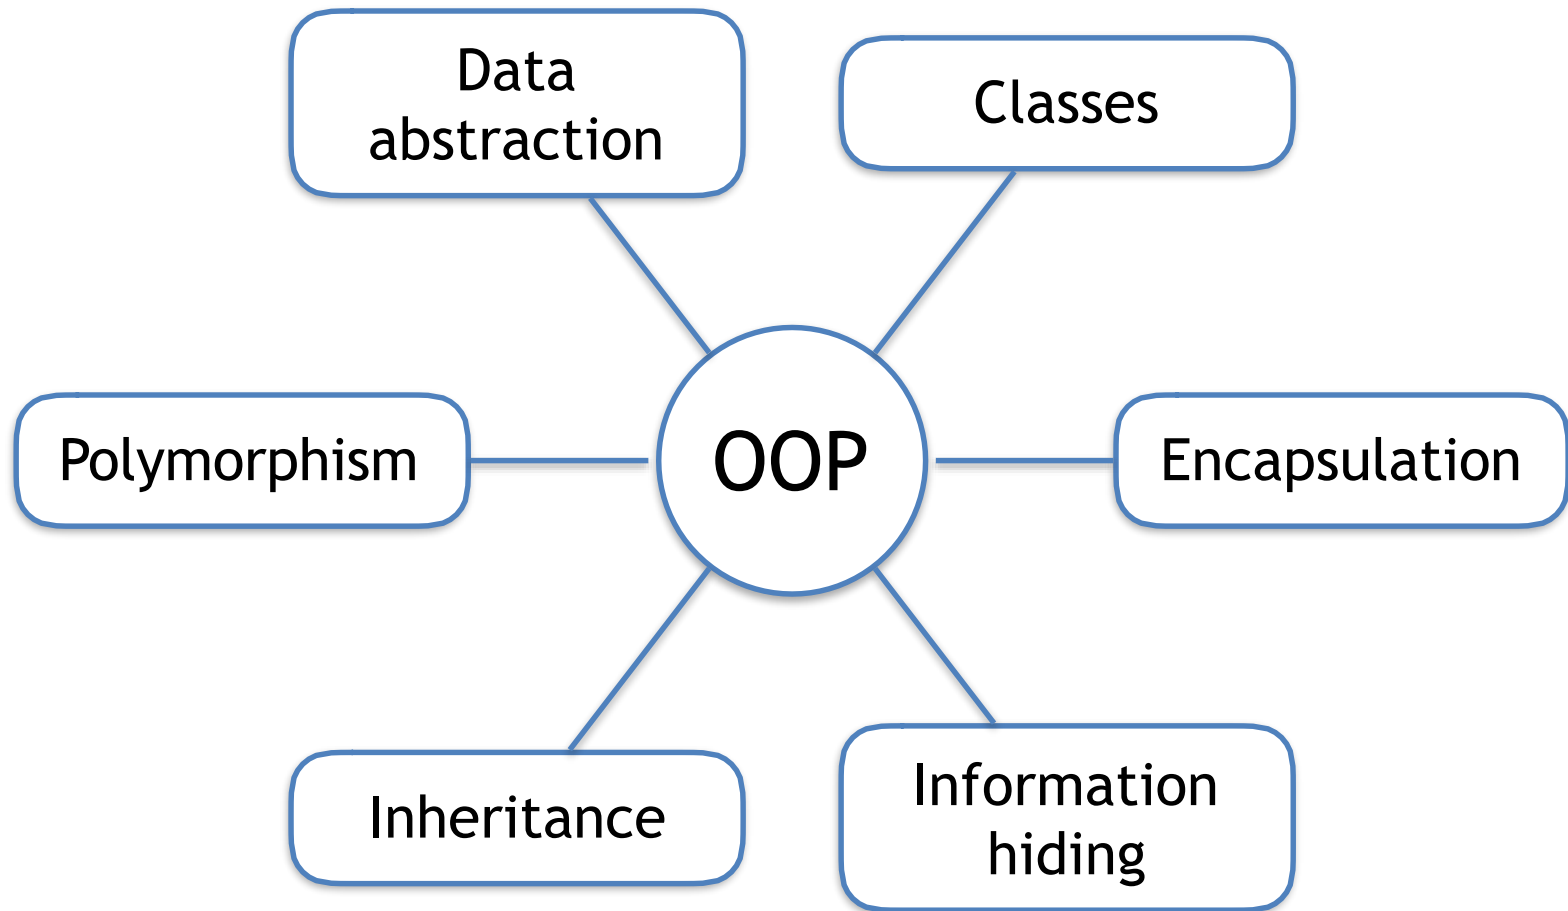 Data
abstraction
Classes
Polymorphism
OOP
Encapsulation
Inheritance
Information
hiding